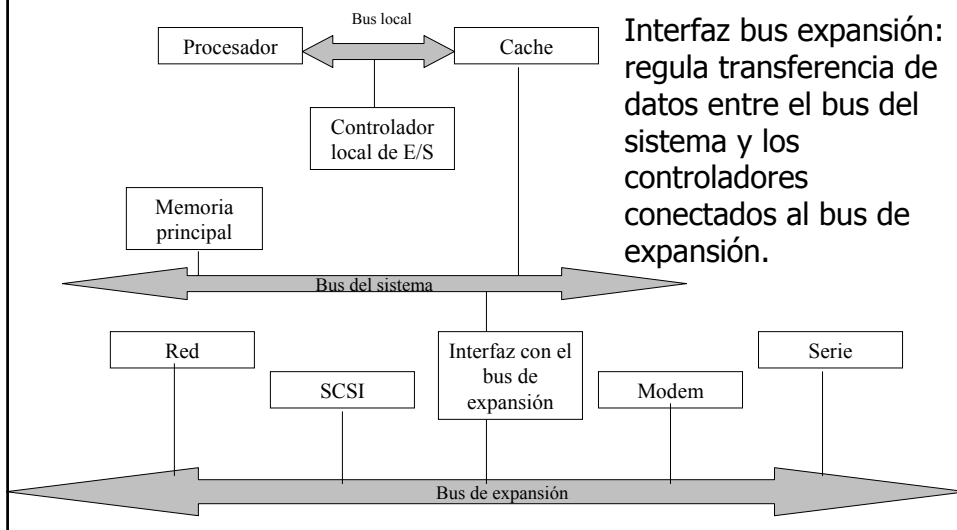 Bus local
Procesador
Cache
Controlador
local de E/S
Memoria
principal
Bus del sistema
Interfaz bus expansión:
regula transferencia de
datos entre el bus del
sistema y los
controladores
conectados al bus de
expansión.
Red
SCSI
Interfaz con el
bus de
expansión
Modem
Serie
Bus de expansión